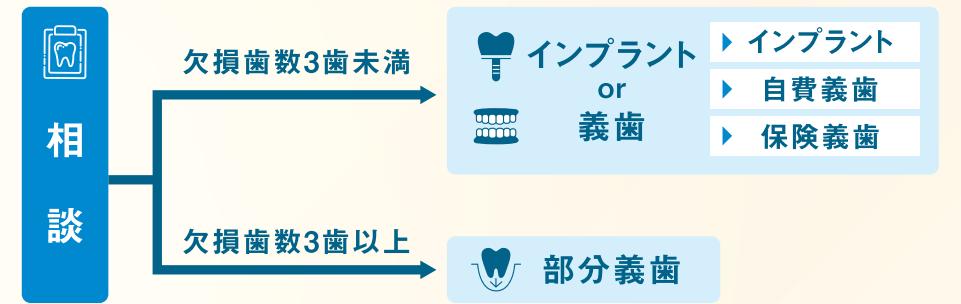 相談
欠損歯数3歯未満
インプラント
or
義歯
インプラント
自費義歯
保険義歯
欠損歯数3歯以上
部分義歯